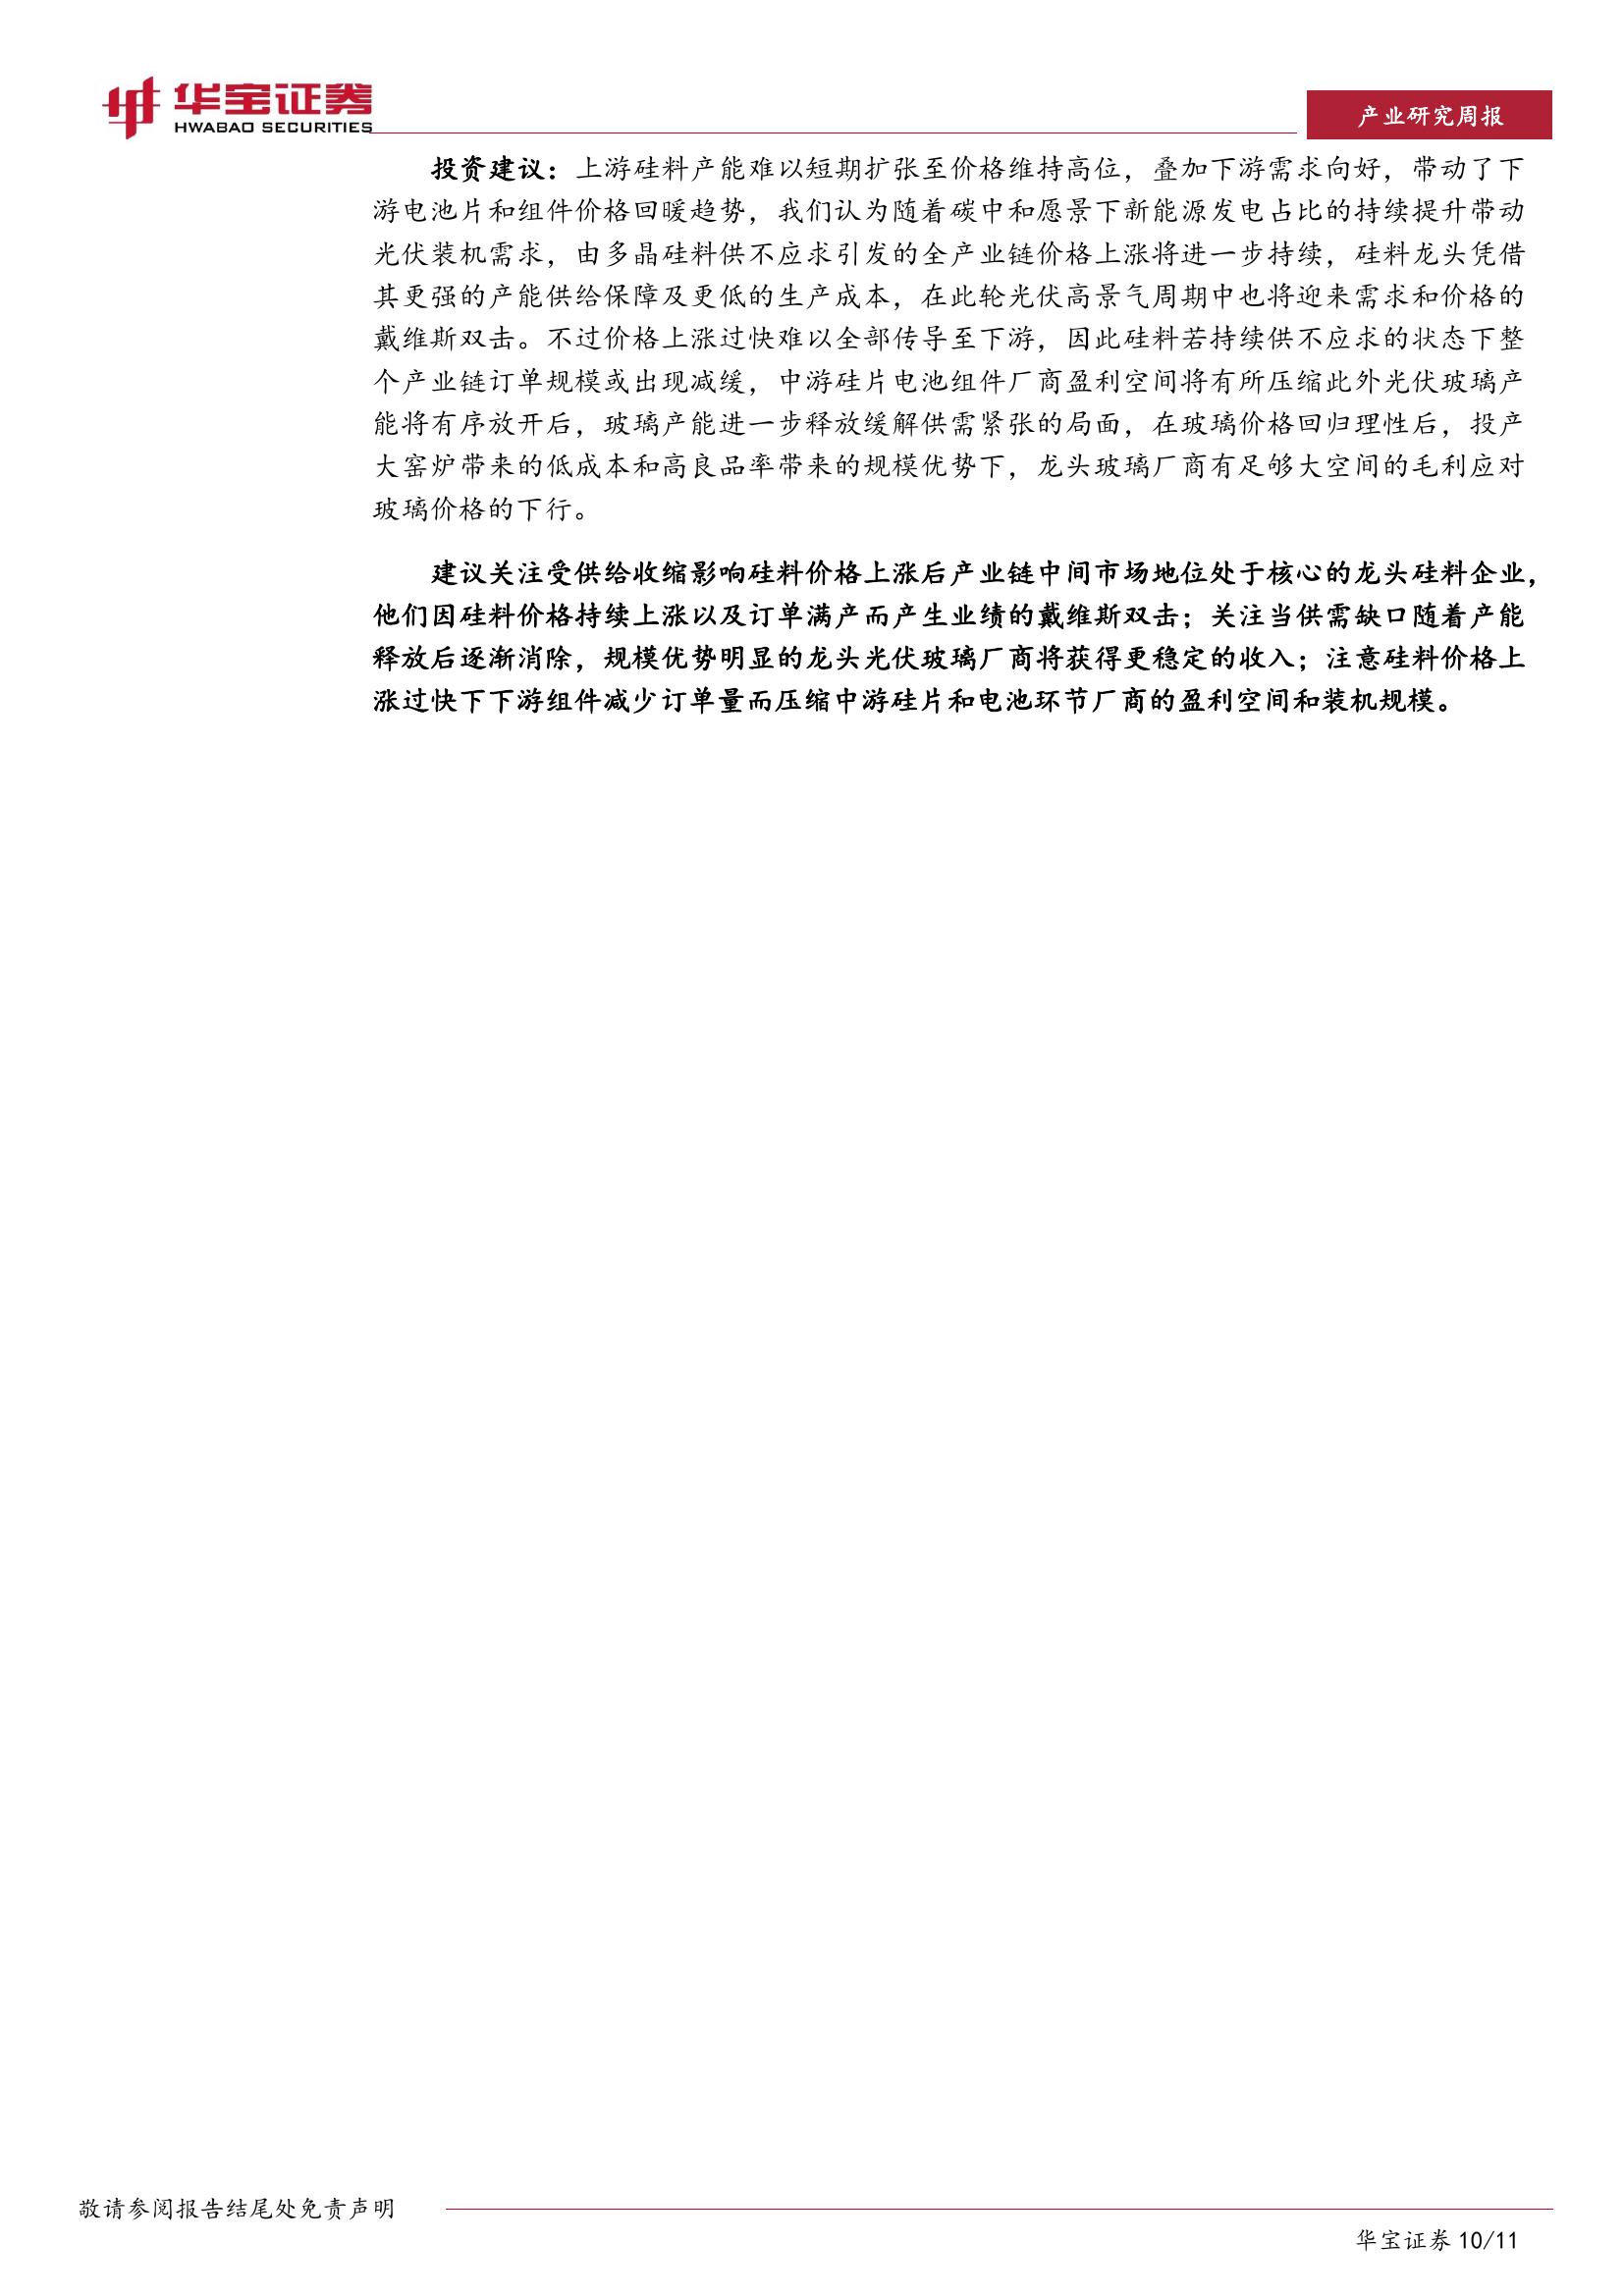 华宝证券
HWABAO SECURITIES
产业研究周报
投资建议：上游硅料产能难以短期扩张至价格维持高位，叠加下游需求向好，带动了下
游电池片和组件价格回暖趋势，我们认为随着碳中和愿景下新能源发电占比的持续提升带动
光伏装机需求，由多晶硅料供不应求引发的全产业链价格上涨将进一步持续，硅料龙头凭借
其更强的产能供给保障及更低的生产成本，在此轮光伏高景气周期中也将迎来需求和价格的
戴维斯双击。不过价格上涨过快难以全部传导至下游，因此硅料若持续供不应求的状态下整
个产业链订单规模或出现减缓，中游硅片电池组件厂商盈利空间将有所压缩此外光伏玻璃产
能将有序放开后，玻璃产能进一步释放缓解供需紧张的局面，在玻璃价格回归理性后，投产
大窑炉带来的低成本和高良品率带来的规模优势下，龙头玻璃厂商有足够大空间的毛利应对
玻璃价格的下行。
建议关注受供给收缩影响硅料价格上涨后产业链中间市场地位处于核心的龙头硅料企业，
他们因硅料价格持续上涨以及订单满产而产生业绩的戴维斯双击；关注当供需缺口随着产能
释放后逐渐消除，规模优势明显的龙头光伏玻璃厂商将获得更稳定的收入；注意硅料价格上
涨过快下下游组件减少订单量而压缩中游硅片和电池环节厂商的盈利空间和装机规模。
敬请参阅报告结尾处免责声明
华宝证券 10/11